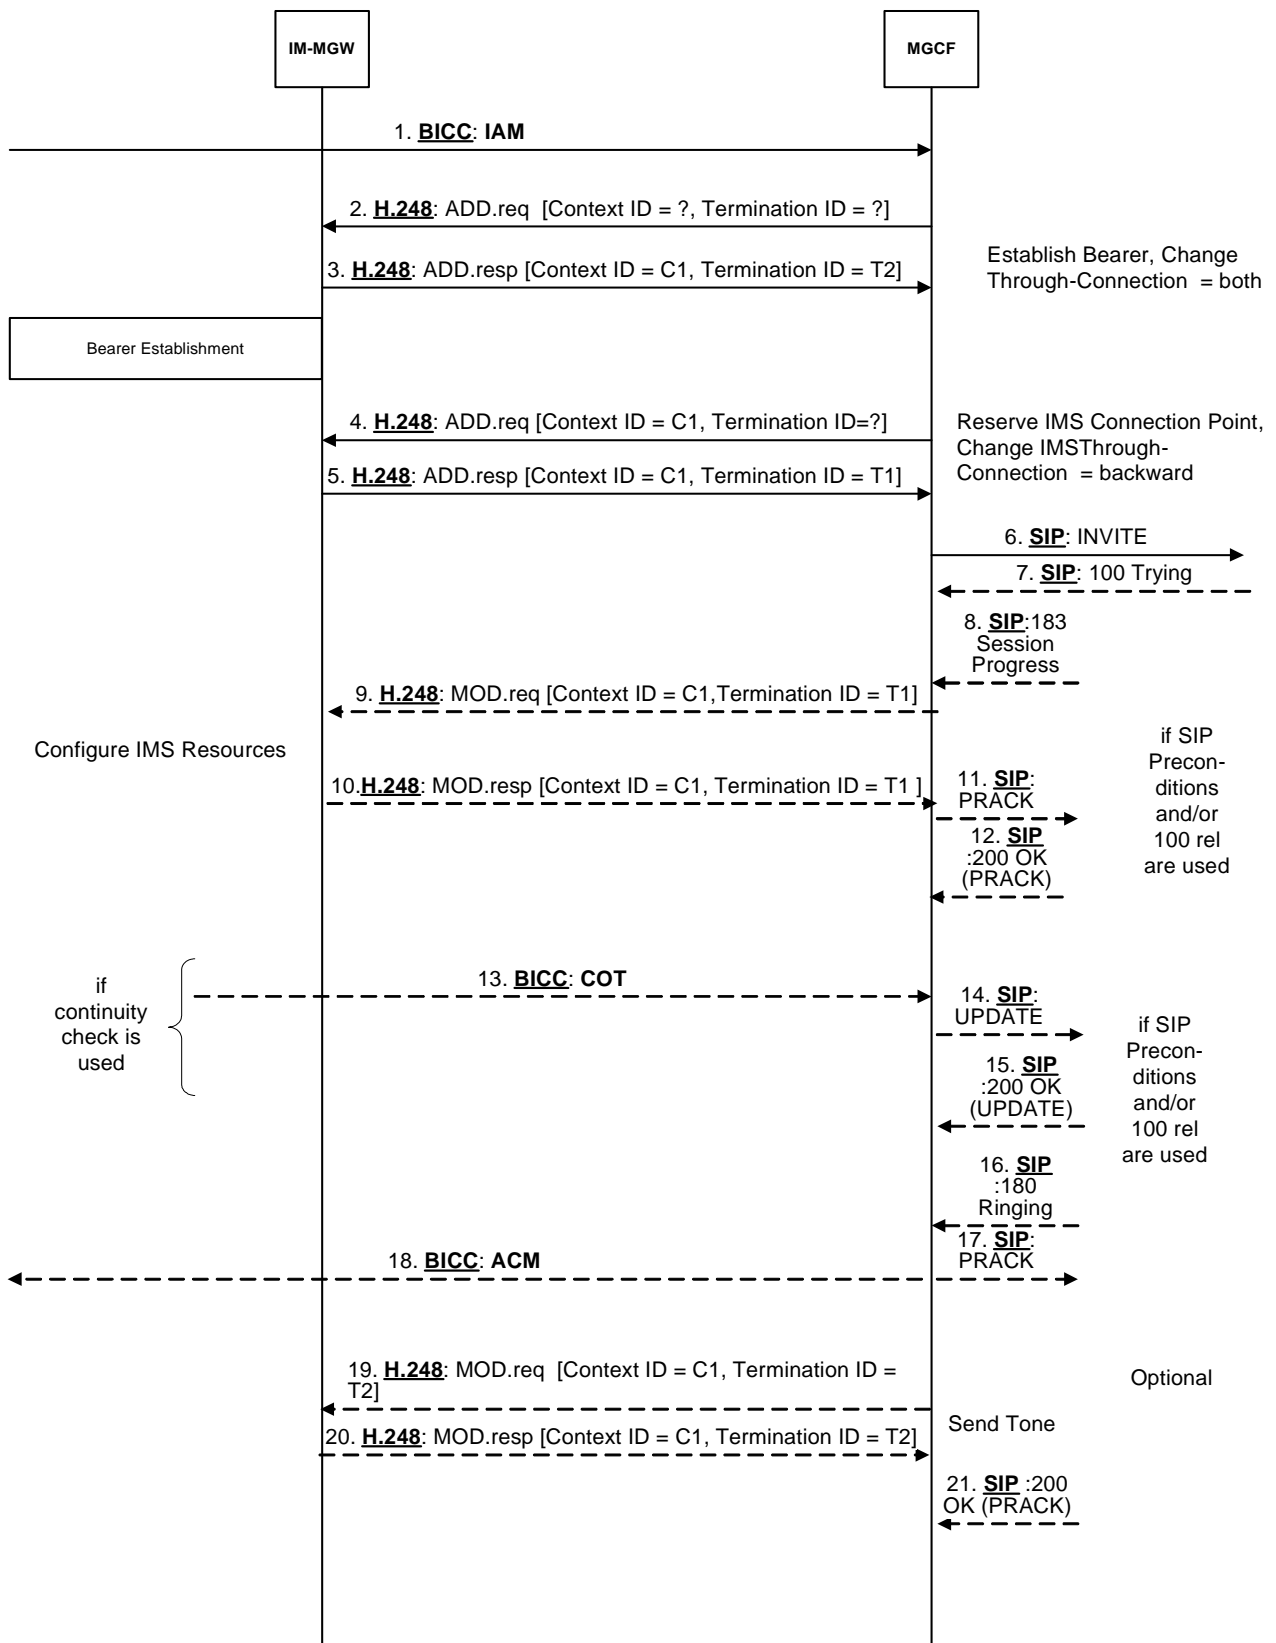 IM-MGW
MGCF
1. BICC: IAM
2. H.248: ADD.req [Context ID = ?, Termination ID = ?]
3. H.248: ADD.resp [Context ID = C1, Termination ID = T2]
Establish Bearer, Change
Through-Connection = both
Bearer Establishment
4. H.248: ADD.req [Context ID = C1, Termination ID=?]
5. H.248: ADD.resp [Context ID = C1, Termination ID = T1]
Reserve IMS Connection Point,
Change IMSThrough-
Connection = backward
6. SIP: INVITE
7. SIP: 100 Trying
8. SIP:183
Session
Progress
9. H.248: MOD.req [Context ID = C1,Termination ID = T1]
Configure IMS Resources
10.H.248: MOD.resp [Context ID = C1, Termination ID = T1 ]
11. SIP:
PRACK
12. SIP
:200 OK
(PRACK)
if SIP
Precon-
ditions
and/or
100 rel
are used
13. BICC: COT
if
continuity
check is
used
14. SIP:
UPDATE
15. SIP
:200 OK
(UPDATE)
if SIP
Precon-
ditions
and/or
100 rel
are used
16. SIP
:180
Ringing
17. SIP:
PRACK
18. BICC: ACM
19. H.248: MOD.req [Context ID = C1, Termination ID =
T2]
Optional
Send Tone
20. H.248: MOD.resp [Context ID = C1, Termination ID = T2]
21. SIP :200
OK (PRACK)